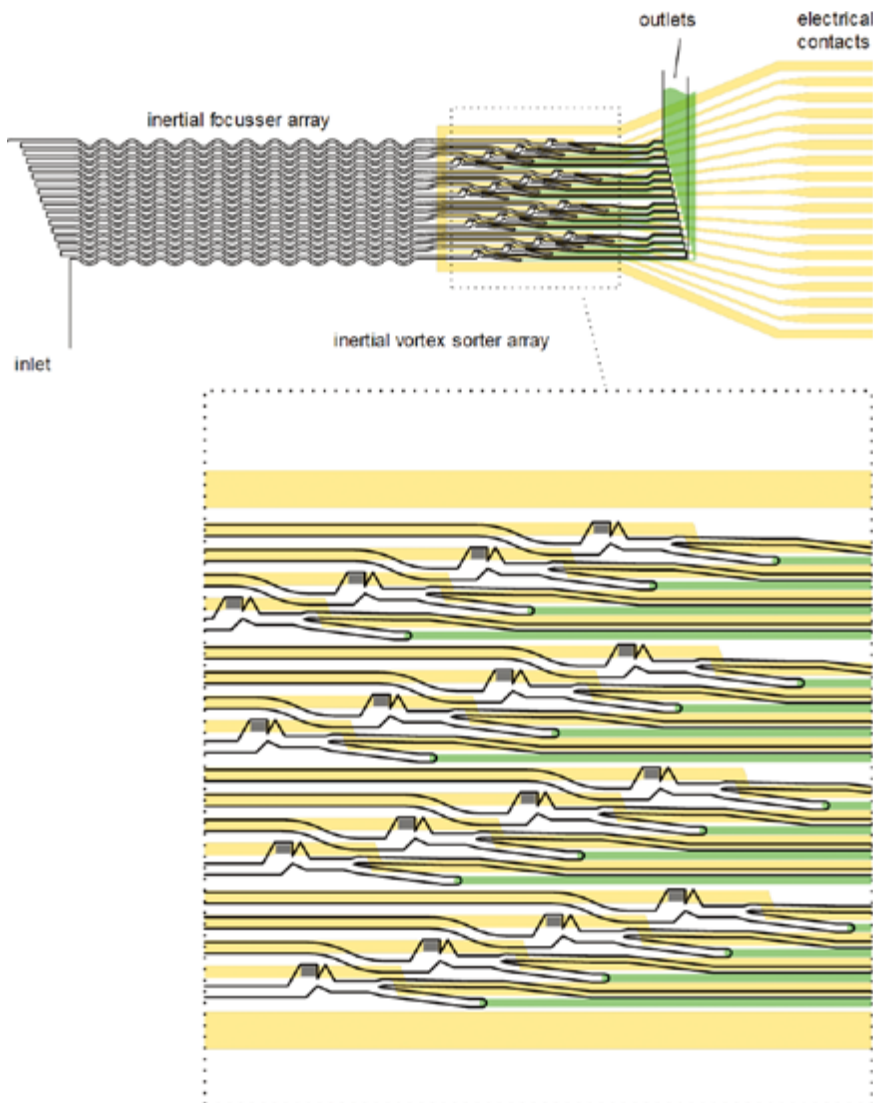 outlets
electrical
contacts
inertial focusser array
inertial vortex sorter array
inlet